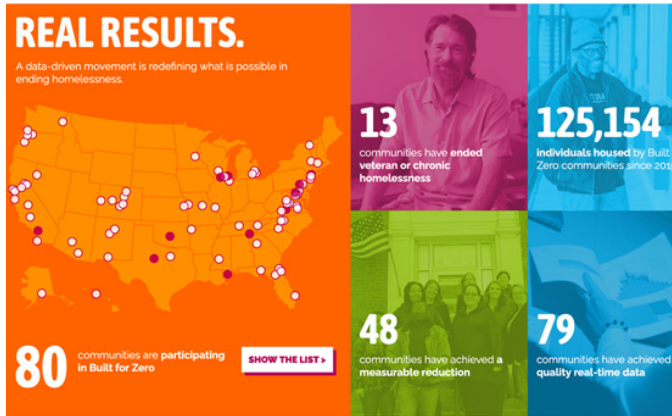 REAL RESULTS.
A data-driven movement is redefining what is possible in
ending homelessness.
80
communities are participating
in Built for Zero
SHOW THE LIST >
13
communities have ended
veteran or chronic
homelessness
125,154
individuals housed by Built
Zero communities since 201
48
communities have achieved a
measurable reduction
79
communities have achieved
quality real-time data